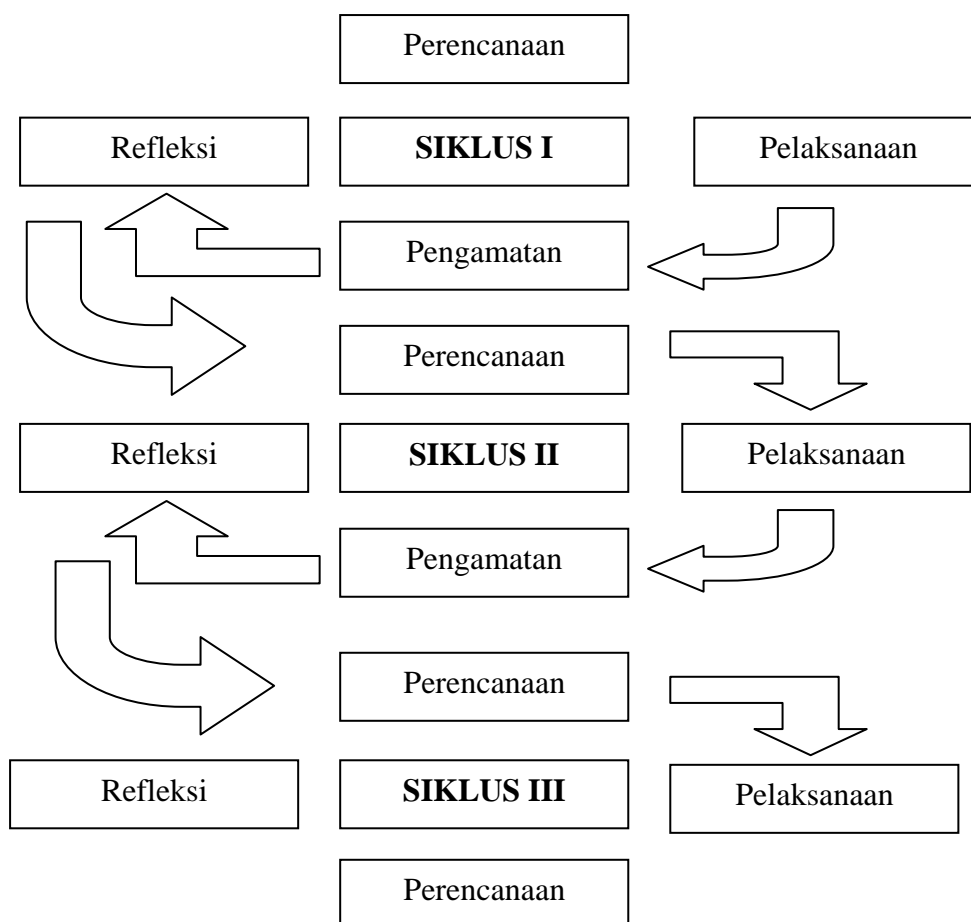 Perencanaan
Refleksi
SIKLUS I
Pelaksanaan
Pengamatan
Perencanaan
Refleksi
SIKLUS II
Pelaksanaan
Pengamatan
Perencanaan
Refleksi
SIKLUS III
Pelaksanaan
Perencanaan